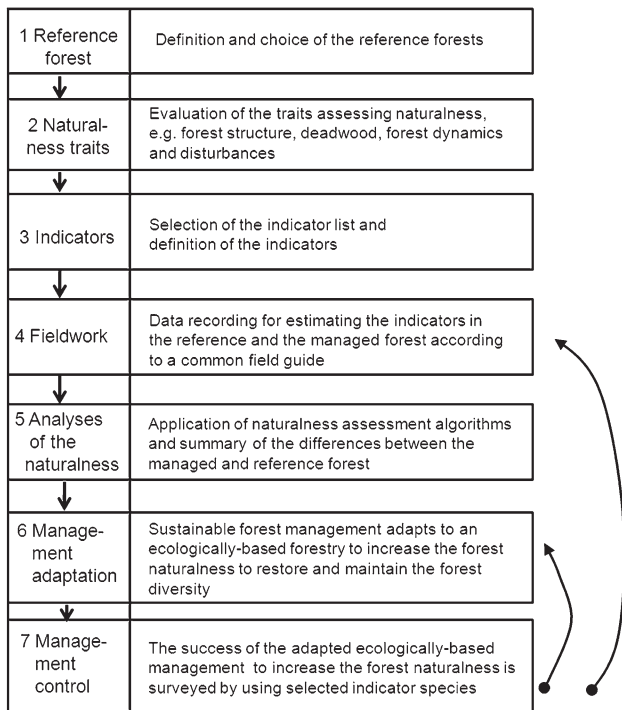 1 Reference
forest
Definition and choice of the reference forests
2 Natural-
ness traits
Evaluation of the traits assessing naturalness,
e.g. forest structure, deadwood, forest dynamics
and disturbances
3 Indicators
Selection of the indicator list and
definition of the indicators
4 Fieldwork
Data recording for estimating the indicators in
the reference and the managed forest according
to a common field guide
5 Analyses
of the
naturalness
Application of naturalness assessment algorithms
and summary of the differences between the
managed and reference forest
6 Manage-
ment
adaptation
Sustainable forest management adapts to an
ecologically-based forestry to increase the forest
naturalness to restore and maintain the forest
diversity
7 Manage-
ment
control
The success of the adapted ecologically-based
management to increase the forest naturalness is
surveyed by using selected indicator species